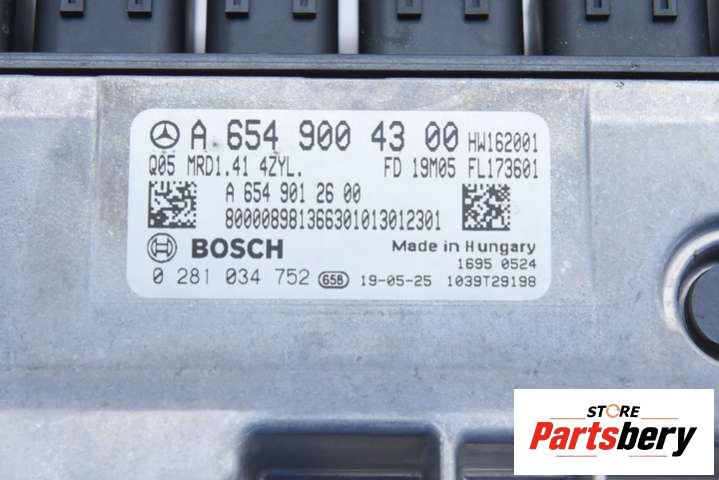 A 654 900 43 00 HW162001
Q05 MRD1.41 4ZYL. FD 19M05 FL173601
A 654 901 26 00
800008981366301013012301
BOSCH Made in Hungary
1695 0524
0 281 034 752 G5B 19-05-25 1039T29198
STORE
Partsbery